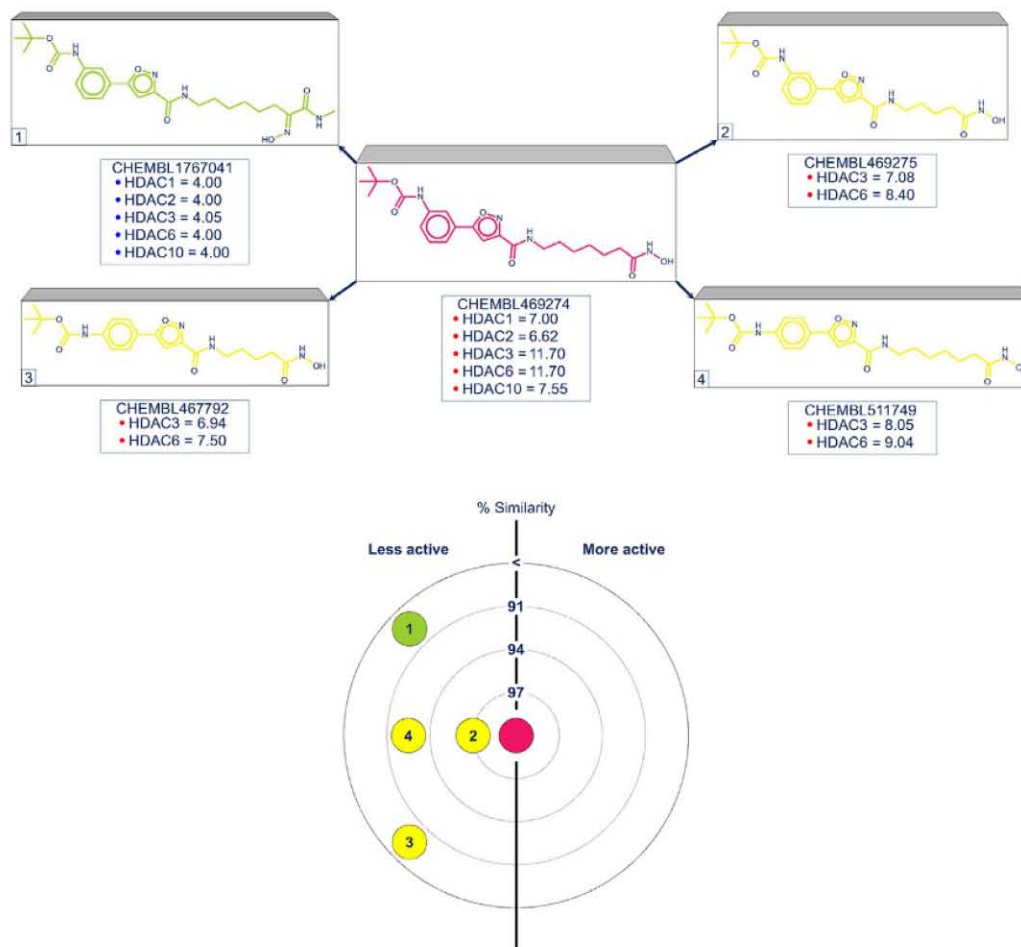 1
CHEMBL1767041
• HDAC1 = 4.00
• HDAC2 = 4.00
• HDAC3 = 4.05
• HDAC6 = 4.00
• HDAC10 = 4.00
2
CHEMBL469275
• HDAC3 = 7.08
• HDAC6 = 8.40
CHEMBL469274
• HDAC1 = 7.00
• HDAC2 = 6.62
• HDAC3 = 11.70
• HDAC6 = 11.70
• HDAC10 = 7.55
3
CHEMBL467792
• HDAC3 = 6.94
• HDAC6 = 7.50
4
CHEMBL511749
• HDAC3 = 8.05
• HDAC6 = 9.04
% Similarity
Less active
More active
<
91
94
97
1
4
2
3